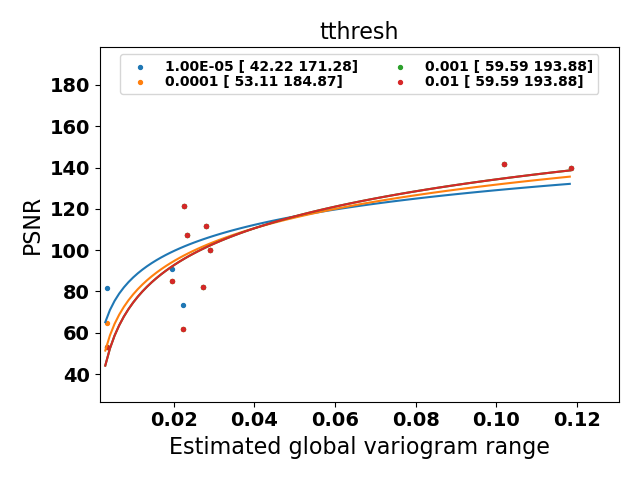 tthresh
1.00E-05 [ 42.22 171.28]
0.0001 [ 53.11 184.87]
0.001 [ 59.59 193.88]
0.01 [ 59.59 193.88]
PSNR
180
160
140
120
100
80
60
40
0.02 0.04 0.06 0.08 0.10 0.12
Estimated global variogram range